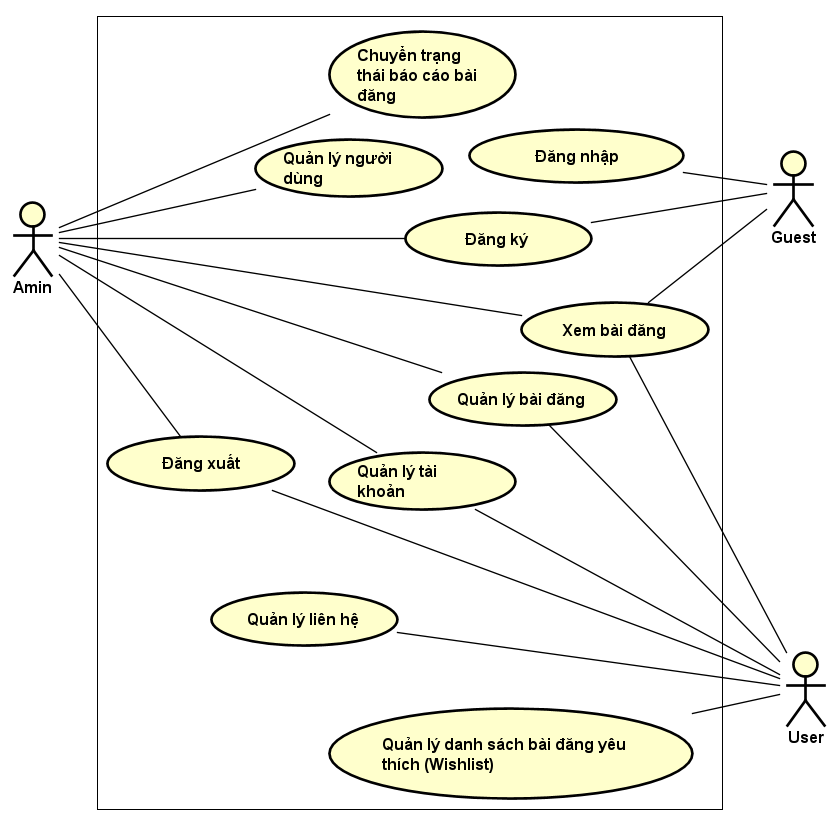 Chuyển trạng
thái báo cáo bài
đăng
Quản lý người
dùng
Đăng nhập
Guest
Đăng ký
Amin
Xem bài đăng
Quản lý bài đăng
Đăng xuất
Quản lý tài
khoản
Quản lý liên hệ
User
Quản lý danh sách bài đăng yêu
thích (Wishlist)